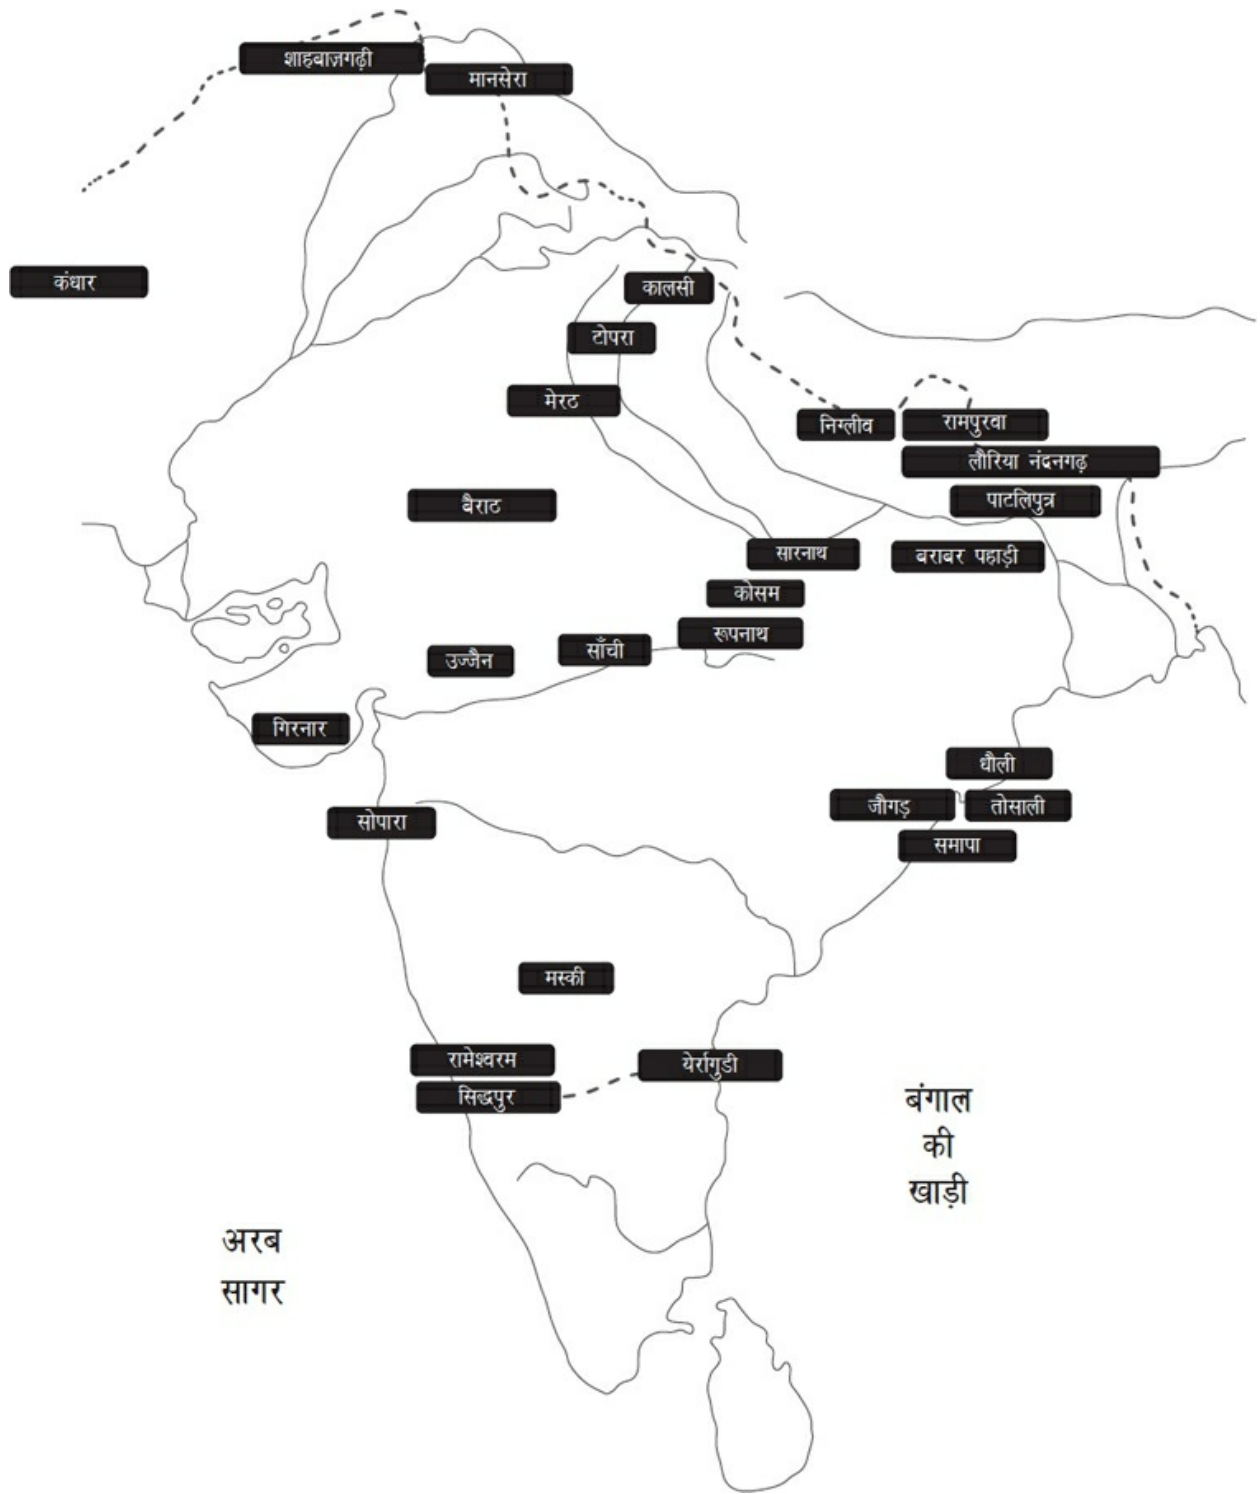 शाहबाज़गढ़ी
मानसेरा
कंधार
कालसी
टोपरा
मेरठ
निग्लीव
रामपुरवा
लौरिया नंदनगढ़
बैराठ
पाटलिपुत्र
सारनाथ
बराबर पहाड़ी
कोसम
रूपनाथ
उज्जैन
साँची
गिरनार
धौली
सोपारा
जौगड़
तोसाली
समापा
मस्की
रामेश्वरम
येर्रागुडी
सिद्धपुर
बंगाल
की
खाड़ी
अरब
सागर